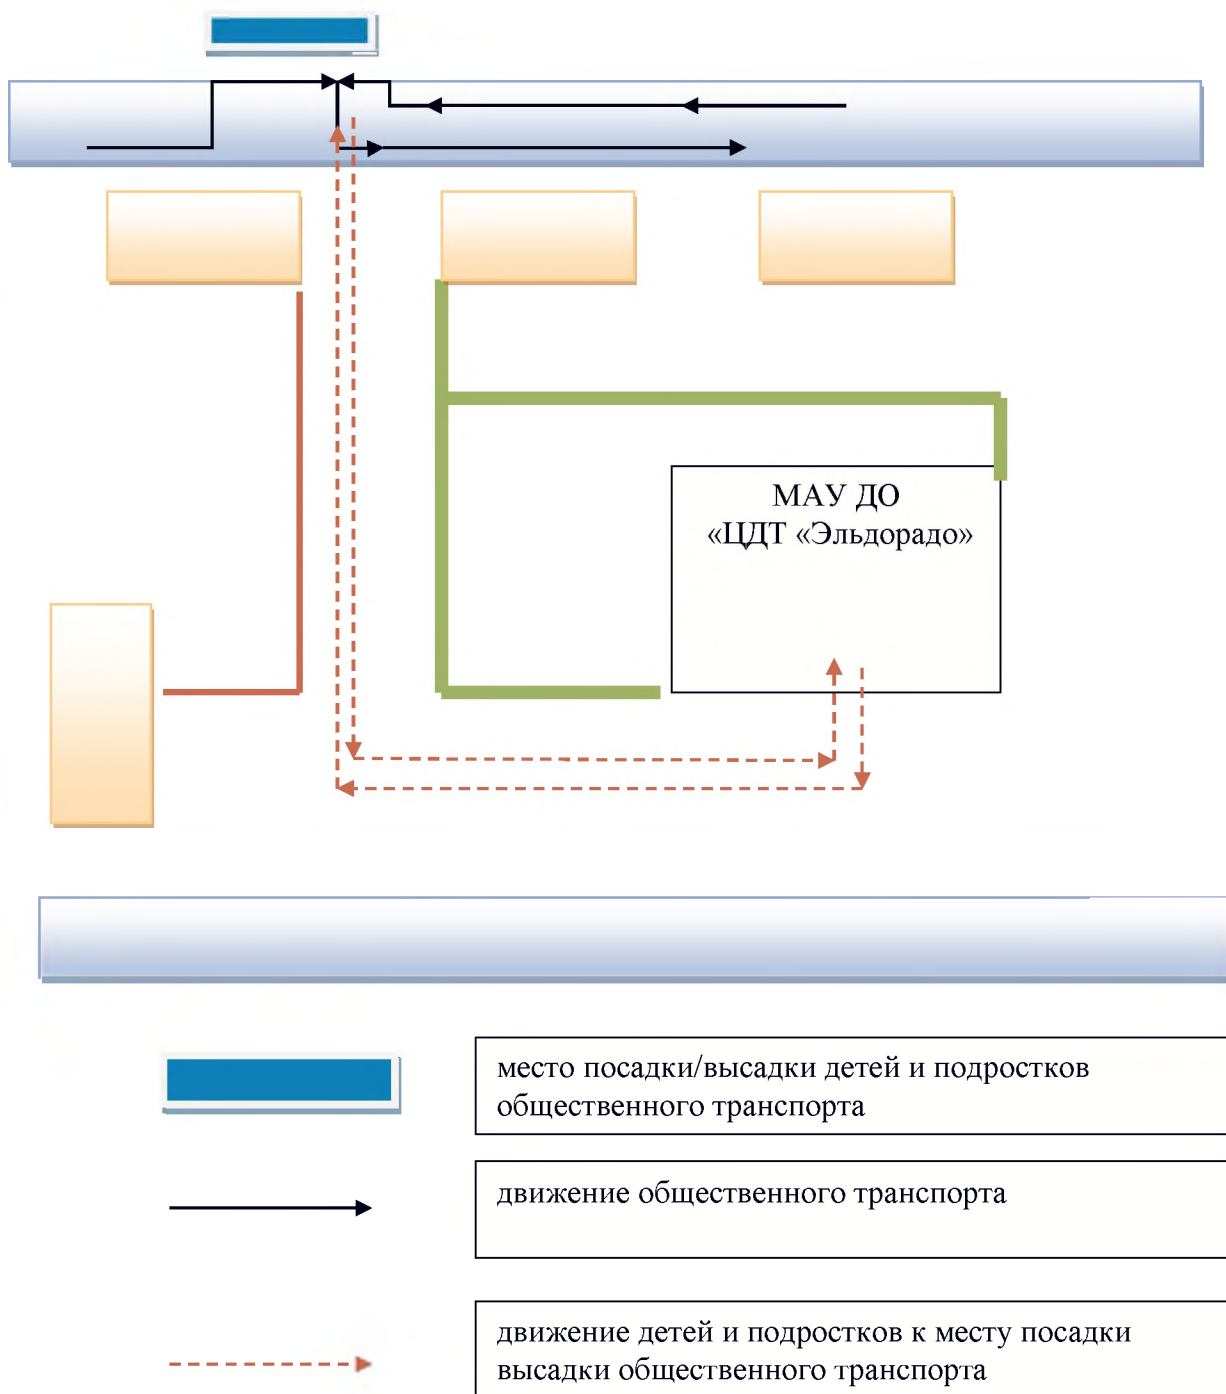 МАУ ДО
«ЦДТ «Эльдорадо»
место посадки/высадки детей и подростков
общественного транспорта
движение общественного транспорта
движение детей и подростков к месту посадки
высадки общественного транспорта